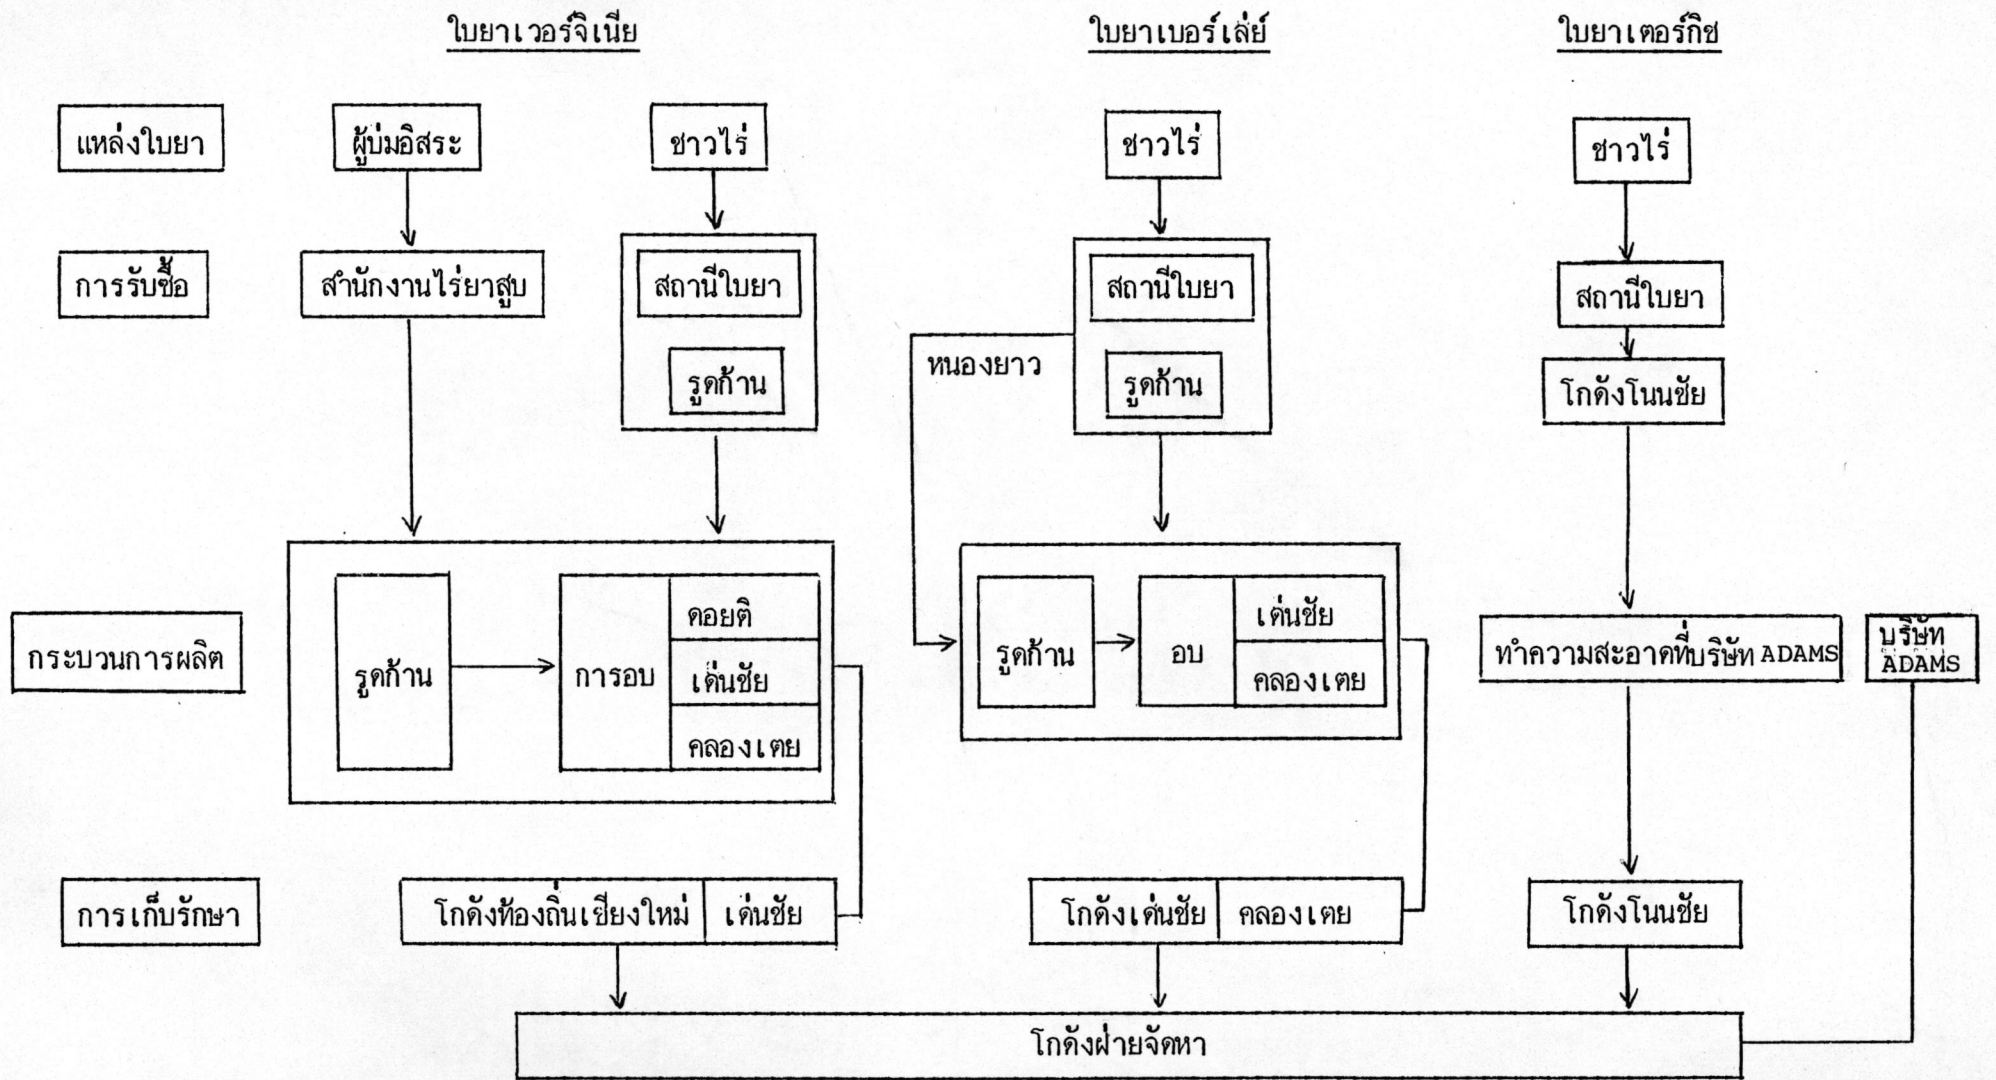 ใบยาเวอร์จิเนีย
ใบยาเบอร์เล่ย์
ใบยาเตอร์กิช
แหล่งใบยา
ผู้บ่มอิสระ
ชาวไร่
ชาวไร่
ชาวไร่
การรับซื้อ
สำนักงานไร่ยาสูบ
สถานีใบยา
สถานีใบยา
สถานีใบยา
รูดก้าน
หนองยาว
รูดก้าน
โกดังโนนชัย
กระบวนการผลิต
รูดก้าน
การอบ
ดอยติ
เด่นชัย
คลองเตย
รูดก้าน
อบ
เด่นชัย
คลองเตย
ทำความสะอาดที่บริษัท ADAMS
บริษัท
ADAMS
การเก็บรักษา
โกดังท้องถิ่นเชียงใหม่
เด่นชัย
โกดังเด่นชัย
คลองเตย
โกดังโนนชัย
โกดังฝ่ายจัดหา